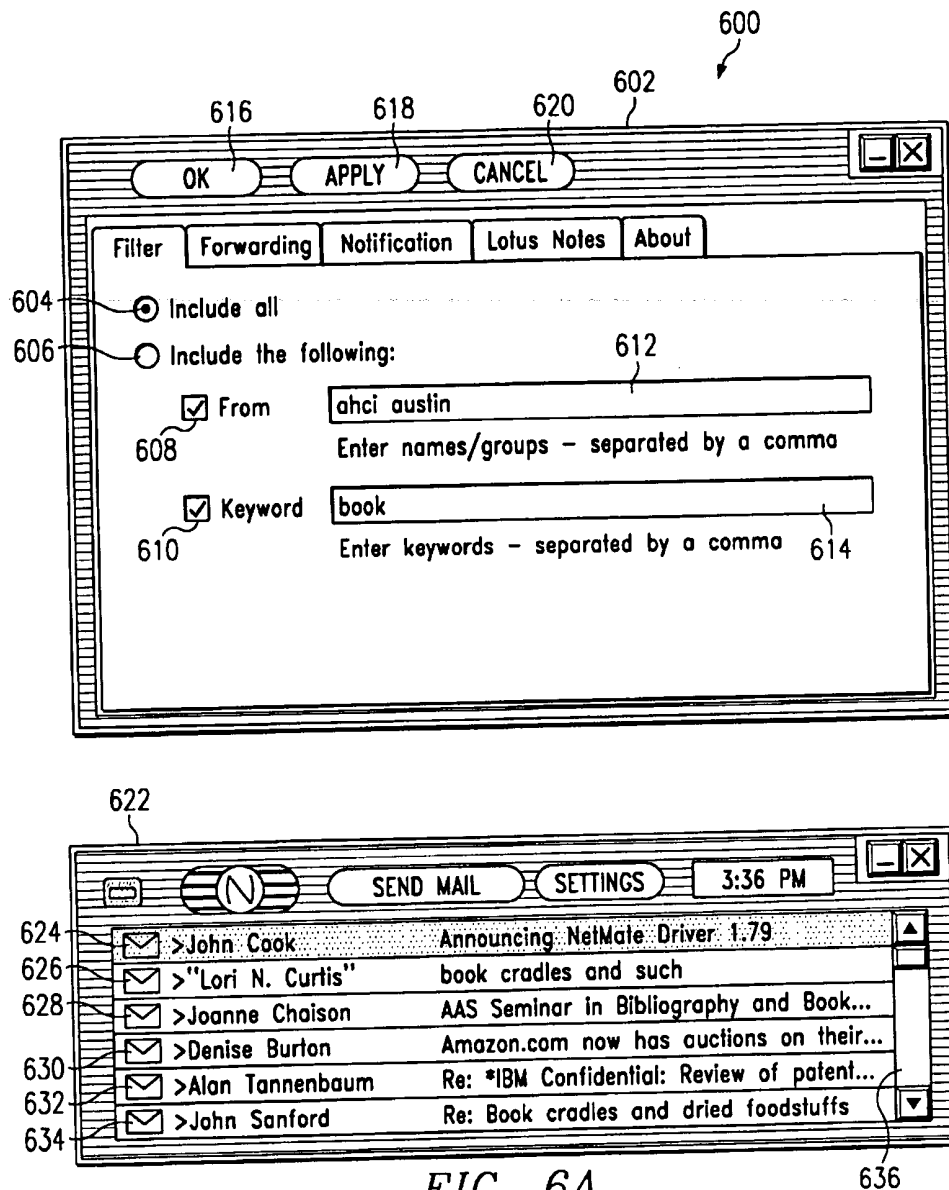 600
602
616 618 620
OK APPLY CANCEL
Filter Forwarding Notification Lotus Notes About
604 Include all
606 Include the following:
612
From ahci austin
608 Enter names/groups – separated by a comma
Keyword book
610 Enter keywords – separated by a comma 614
622
N SEND MAIL SETTINGS 3:36 PM
624 >John Cook Announcing NetMate Driver 1.79
626 >"Lori N. Curtis" book cradles and such
628 >Joanne Chaison AAS Seminar in Bibliography and Book...
630 >Denise Burton Amazon.com now has auctions on their...
632 >Alan Tannenbaum Re: *IBM Confidential: Review of patent...
634 >John Sanford Re: Book cradles and dried foodstuffs
FIG. 6A 636